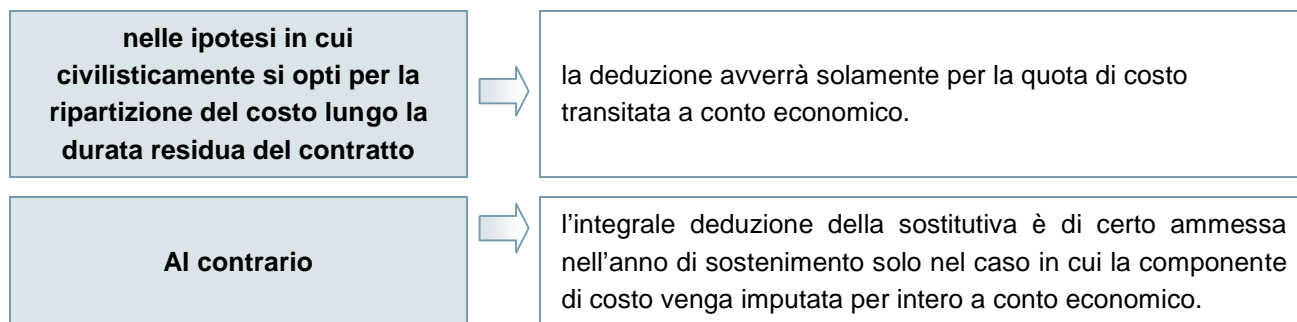 nelle ipotesi in cui
civilisticamente si opti per la
ripartizione del costo lungo la
durata residua del contratto
la deduzione avverrà solamente per la quota di costo
transitata a conto economico.
Al contrario
l’integrale deduzione della sostitutiva è di certo ammessa
nell’anno di sostenimento solo nel caso in cui la componente
di costo venga imputata per intero a conto economico.